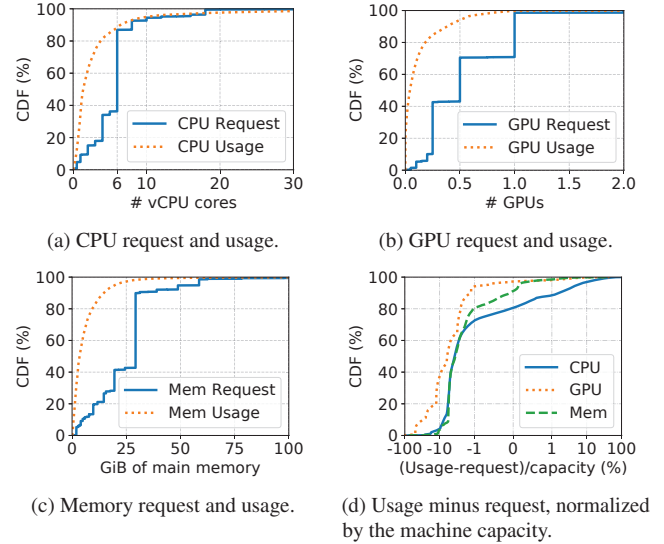 100
80
60
40
20
0
CDF (%)
CPU Request
CPU Usage
0 6 10 20 30
# vCPU cores
(a) CPU request and usage.
100
80
60
40
20
0
CDF (%)
GPU Request
GPU Usage
0.0 0.5 1.0 1.5 2.0
# GPUs
(b) GPU request and usage.
100
80
60
40
20
0
CDF (%)
Mem Request
Mem Usage
0 25 50 75 100
GiB of main memory
(c) Memory request and usage.
100
80
60
40
20
0
CDF (%)
CPU
GPU
Mem
-100 -10 -1 0 1 10 100
(Usage-request)/capacity (%)
(d) Usage minus request, normalized
by the machine capacity.